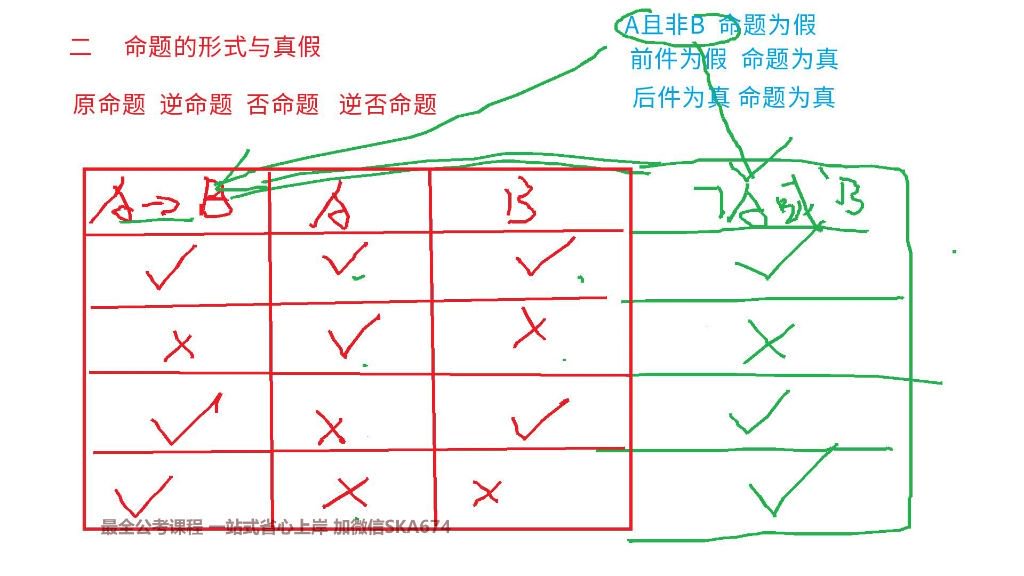 二 命题的形式与真假
A且非B 命题为假
前件为假 命题为真
后件为真 命题为真
原命题 逆命题 否命题 逆否命题
A→B A B ㄱA或B
✓ ✓ ✓ ✓
× ✓ × ×
✓ × ✓ ✓
✓ × × ✓
最全公考课程 一站式省心上岸 加微信SKA674